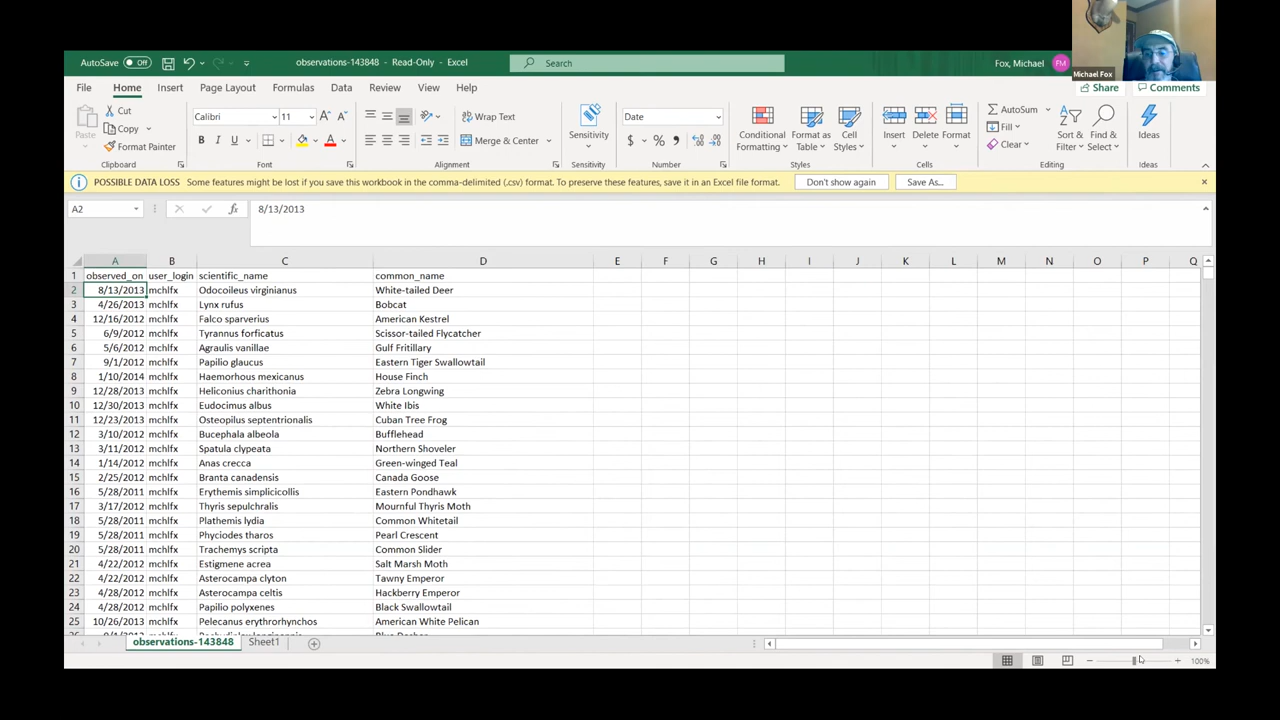 AutoSave Off observations-143848 - Read-Only - Excel Search Fox, Michael FM Michael Fox
File Home Insert Page Layout Formulas Data Review View Help Share Comments
Paste Cut Copy Format Painter Clipboard
Calibri 11 A A B I U A Font
Wrap Text Merge & Center Alignment
Sensitivity Sensitivity
Date $ % Number
Conditional Formatting Format as Table Cell Styles Styles
Insert Delete Format Cells
AutoSum Fill Clear Sort & Filter Find & Select Editing
Ideas Ideas
POSSIBLE DATA LOSS Some features might be lost if you save this workbook in the comma-delimited (.csv) format. To preserve these features, save it in an Excel file format. Don't show again Save As...
A2 fx 8/13/2013
A B C D E F G H I J K L M N O P Q
1 observed_on user_login scientific_name common_name
2 8/13/2013 mchlfx Odocoileus virginianus White-tailed Deer
3 4/26/2013 mchlfx Lynx rufus Bobcat
4 12/16/2012 mchlfx Falco sparverius American Kestrel
5 6/9/2012 mchlfx Tyrannus forficatus Scissor-tailed Flycatcher
6 5/6/2012 mchlfx Agraulis vanillae Gulf Fritillary
7 9/1/2012 mchlfx Papilio glaucus Eastern Tiger Swallowtail
8 1/10/2014 mchlfx Haemorhous mexicanus House Finch
9 12/28/2013 mchlfx Heliconius charithonia Zebra Longwing
10 12/30/2013 mchlfx Eudocimus albus White Ibis
11 12/23/2013 mchlfx Osteopilus septentrionalis Cuban Tree Frog
12 3/10/2012 mchlfx Bucephala albeola Bufflehead
13 3/11/2012 mchlfx Spatula clypeata Northern Shoveler
14 1/14/2012 mchlfx Anas crecca Green-winged Teal
15 2/25/2012 mchlfx Branta canadensis Canada Goose
16 5/28/2011 mchlfx Erythemis simplicicollis Eastern Pondhawk
17 3/17/2012 mchlfx Thyris sepulchralis Mournful Thyris Moth
18 5/28/2011 mchlfx Plathemis lydia Common Whitetail
19 5/28/2011 mchlfx Phyciodes tharos Pearl Crescent
20 5/28/2011 mchlfx Trachemys scripta Common Slider
21 4/22/2012 mchlfx Estigmene acrea Salt Marsh Moth
22 4/22/2012 mchlfx Asterocampa clyton Tawny Emperor
23 4/28/2012 mchlfx Asterocampa celtis Hackberry Emperor
24 4/28/2012 mchlfx Papilio polyxenes Black Swallowtail
25 10/26/2013 mchlfx Pelecanus erythrorhynchos American White Pelican
observations-143848 Sheet1
100%